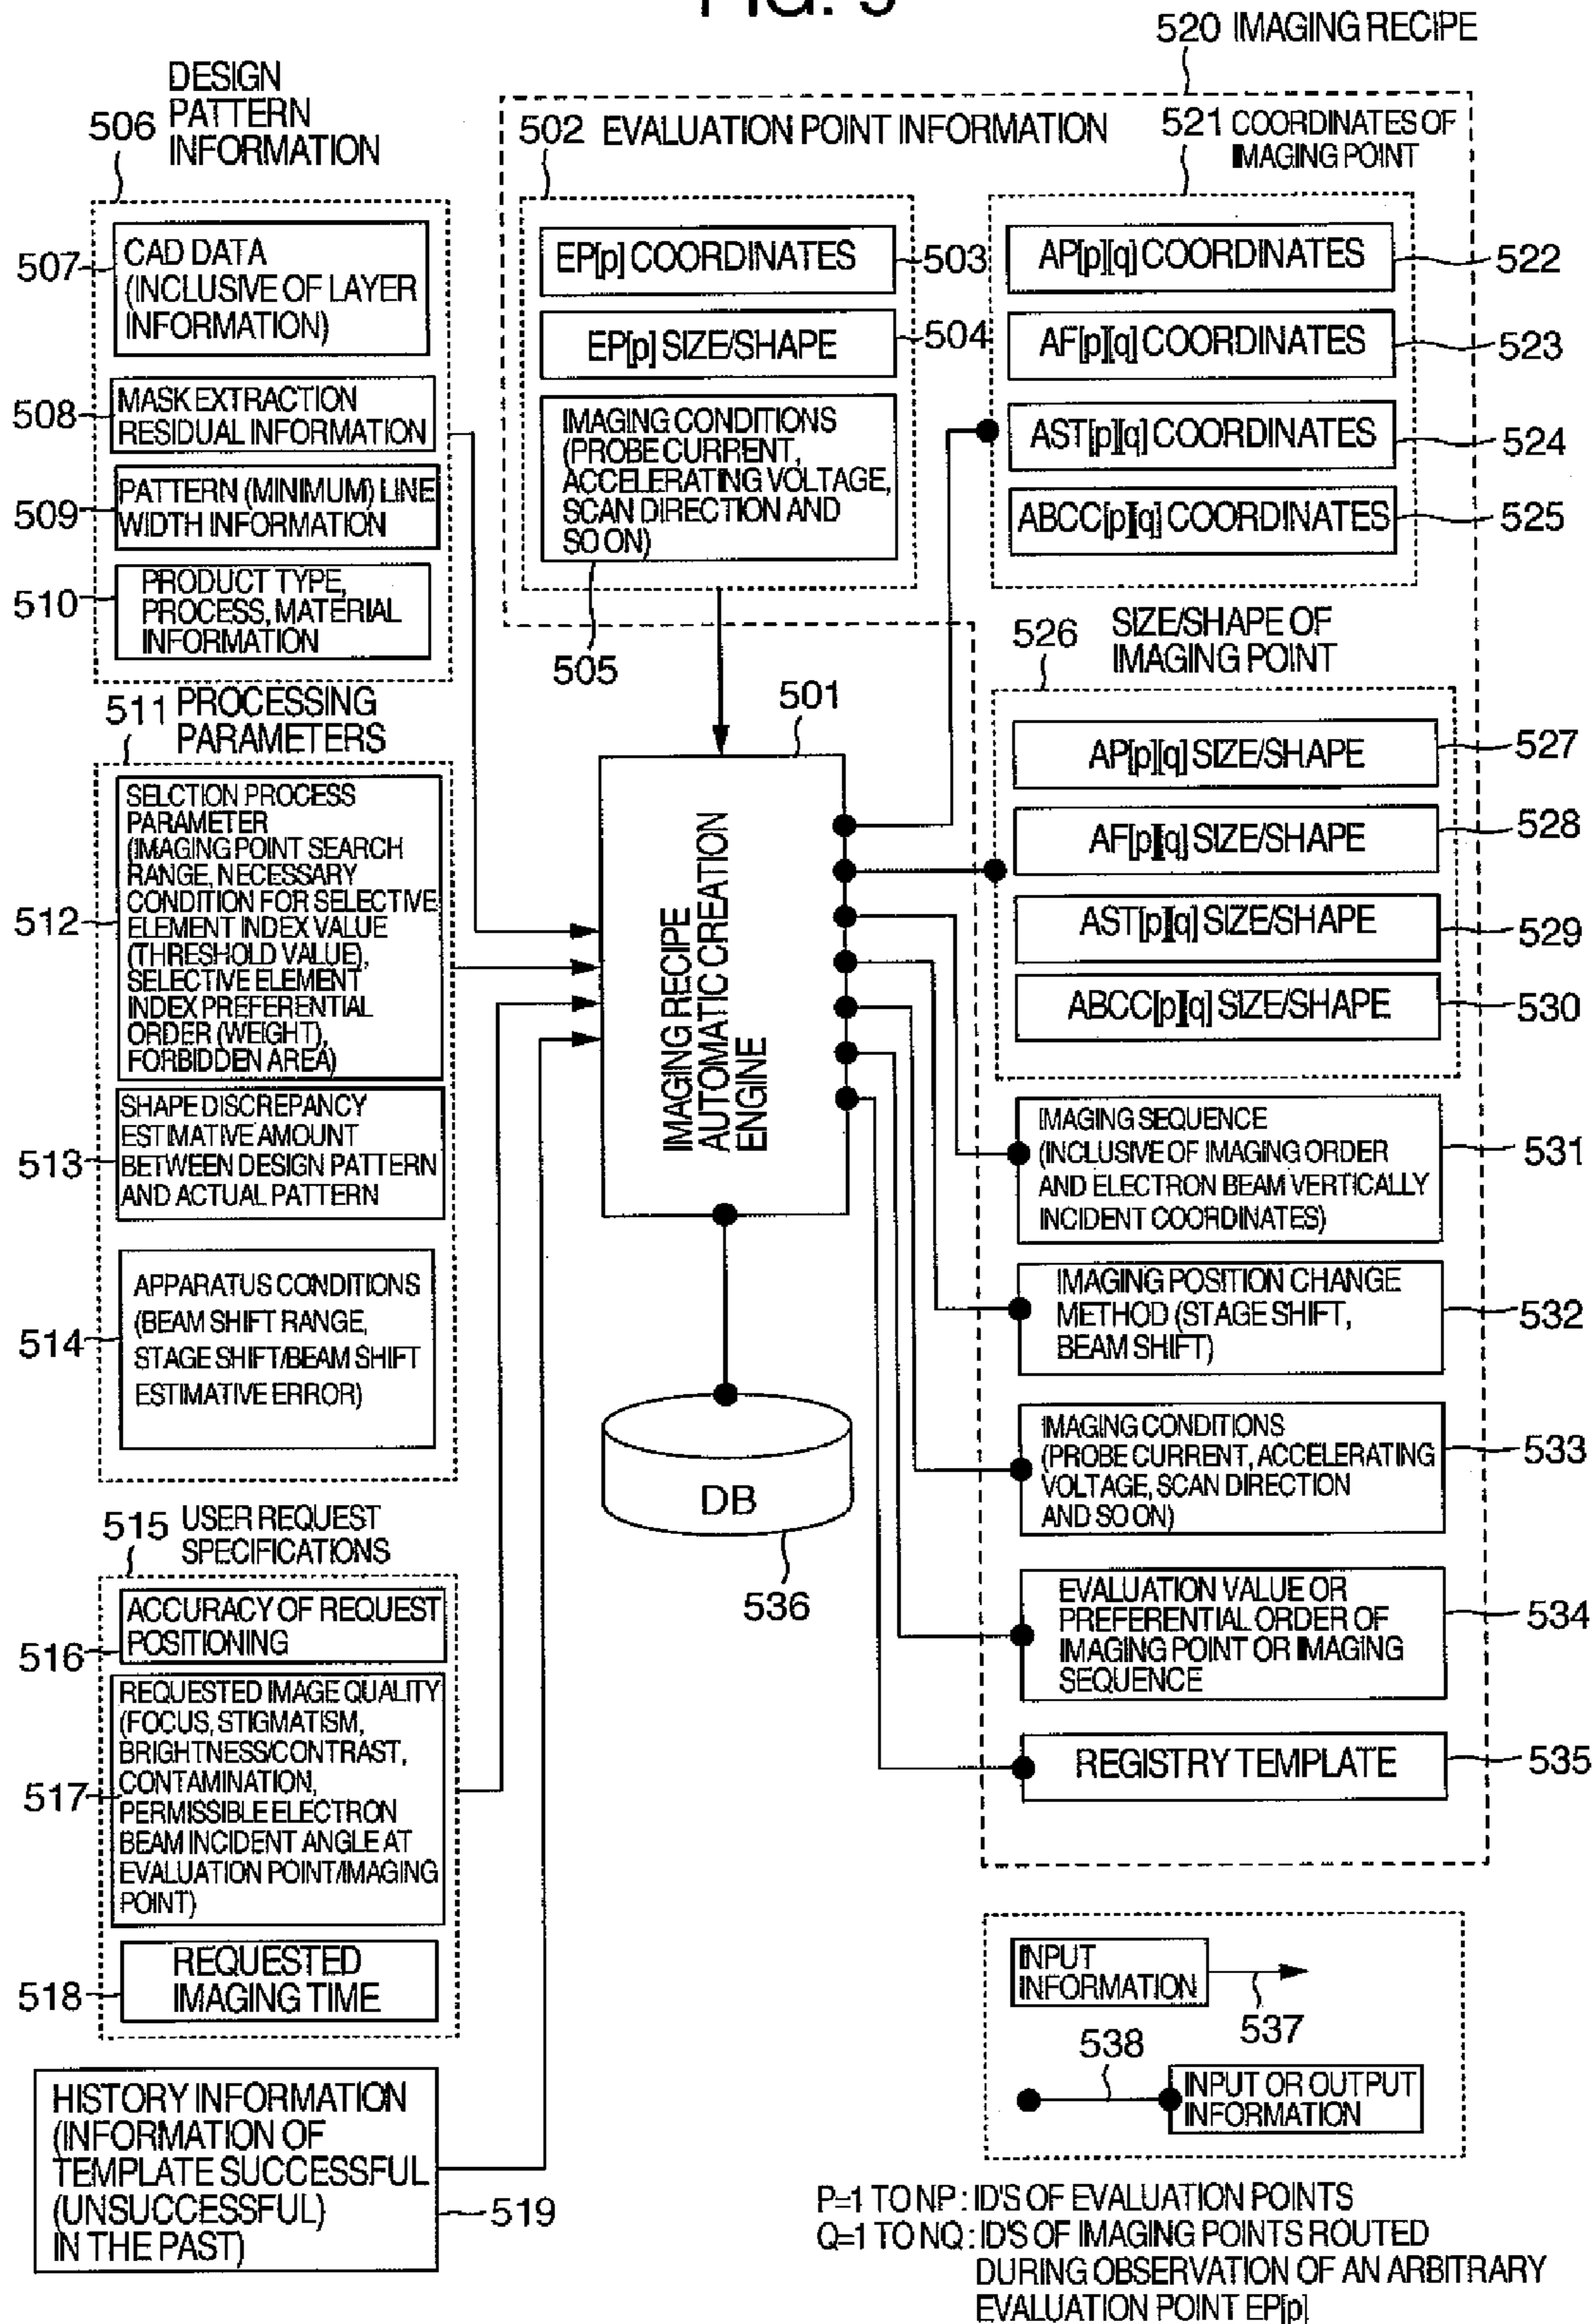 FIG. 5
520 IMAGING RECIPE
506 DESIGN
PATTERN
INFORMATION
507
CAD DATA
(INCLUSIVE OF LAYER
INFORMATION)
508
MASK EXTRACTION
RESIDUAL INFORMATION
509
PATTERN (MINIMUM) LINE
WIDTH INFORMATION
510
PRODUCT TYPE,
PROCESS, MATERIAL
INFORMATION
511 PROCESSING
PARAMETERS
512
SELCTION PROCESS
PARAMETER
(IMAGING POINT SEARCH
RANGE, NECESSARY
CONDITION FOR SELECTIVE
ELEMENT INDEX VALUE
(THRESHOLD VALUE),
SELECTIVE ELEMENT
INDEX PREFERENTIAL
ORDER (WEIGHT),
FORBIDDEN AREA)
513
SHAPE DISCREPANCY
ESTIMATIVE AMOUNT
BETWEEN DESIGN PATTERN
AND ACTUAL PATTERN
514
APPARATUS CONDITIONS
(BEAM SHIFT RANGE,
STAGE SHIFT/BEAM SHIFT
ESTIMATIVE ERROR)
515 USER REQUEST
SPECIFICATIONS
516
ACCURACY OF REQUEST
POSITIONING
517
REQUESTED IMAGE QUALITY
(FOCUS, STIGMATISM,
BRIGHTNESS/CONTRAST,
CONTAMINATION,
PERMISSIBLE ELECTRON
BEAM INCIDENT ANGLE AT
EVALUATION POINT/IMAGING
POINT)
518
REQUESTED
IMAGING TIME
HISTORY INFORMATION
(INFORMATION OF
TEMPLATE SUCCESSFUL
(UNSUCCESSFUL)
IN THE PAST)
519
502 EVALUATION POINT INFORMATION
EP[p] COORDINATES
503
EP[p] SIZE/SHAPE
504
IMAGING CONDITIONS
(PROBE CURRENT,
ACCELERATING VOLTAGE,
SCAN DIRECTION AND
SO ON)
505
501
IMAGING RECIPE
AUTOMATIC CREATION
ENGINE
DB
536
521 COORDINATES OF
IMAGING POINT
AP[p][q] COORDINATES
522
AF[p][q] COORDINATES
523
AST[p][q] COORDINATES
524
ABCC[p][q] COORDINATES
525
526 SIZE/SHAPE OF
IMAGING POINT
AP[p][q] SIZE/SHAPE
527
AF[p][q] SIZE/SHAPE
528
AST[p][q] SIZE/SHAPE
529
ABCC[p][q] SIZE/SHAPE
530
IMAGING SEQUENCE
(INCLUSIVE OF IMAGING ORDER
AND ELECTRON BEAM VERTICALLY
INCIDENT COORDINATES)
531
IMAGING POSITION CHANGE
METHOD (STAGE SHIFT,
BEAM SHIFT)
532
IMAGING CONDITIONS
(PROBE CURRENT, ACCELERATING
VOLTAGE, SCAN DIRECTION
AND SO ON)
533
EVALUATION VALUE OR
PREFERENTIAL ORDER OF
IMAGING POINT OR IMAGING
SEQUENCE
534
REGISTRY TEMPLATE
535
INPUT
INFORMATION
537
538
INPUT OR OUTPUT
INFORMATION
P=1 TO NP : ID'S OF EVALUATION POINTS
Q=1 TO NQ : ID'S OF IMAGING POINTS ROUTED
DURING OBSERVATION OF AN ARBITRARY
EVALUATION POINT EP[p]